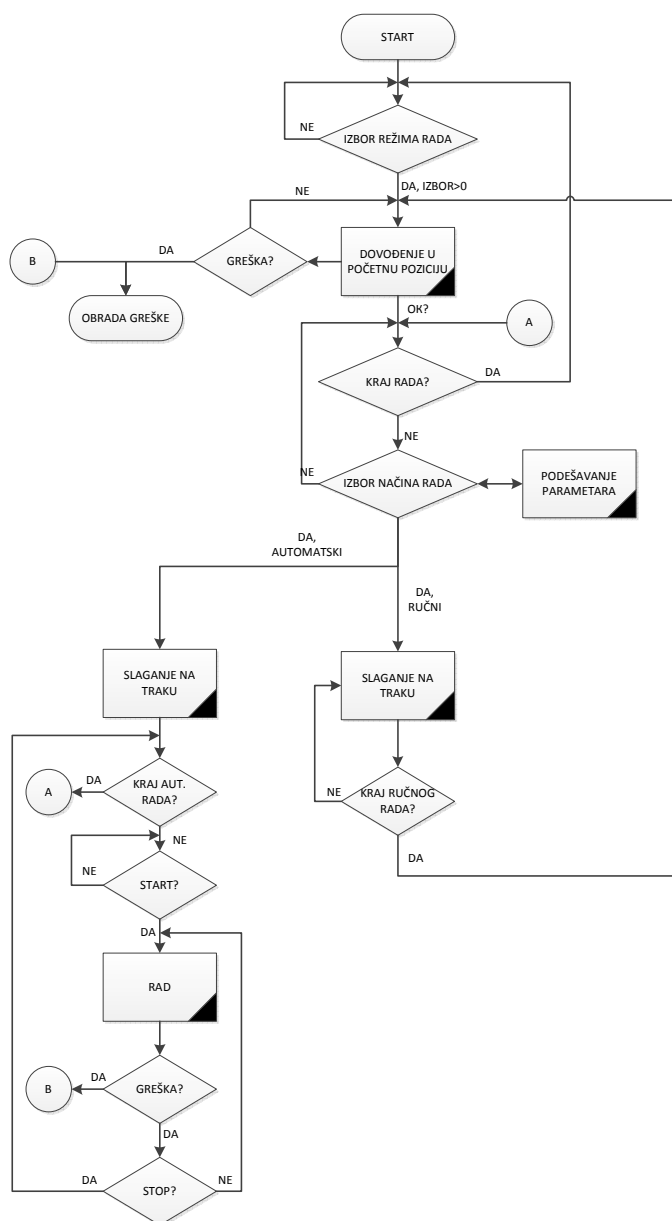 START
NE
IZBOR REŽIMA RADA
NE
DA, IZBOR>0
B
DA
GREŠKA?
DOVOĐENJE U
POČETNU POZICIJU
OBRADA GREŠKE
OK?
A
KRAJ RADA?
DA
NE
NE
IZBOR NAČINA RADA
PODEŠAVANJE
PARAMETARA
DA,
AUTOMATSKI
DA,
RUČNI
SLAGANJE NA
TRAKU
SLAGANJE NA
TRAKU
A
DA
KRAJ AUT.
RADA?
NE
KRAJ RUČNOG
RADA?
NE
NE
START?
DA
DA
RAD
B
DA
GREŠKA?
DA
DA
STOP?
NE